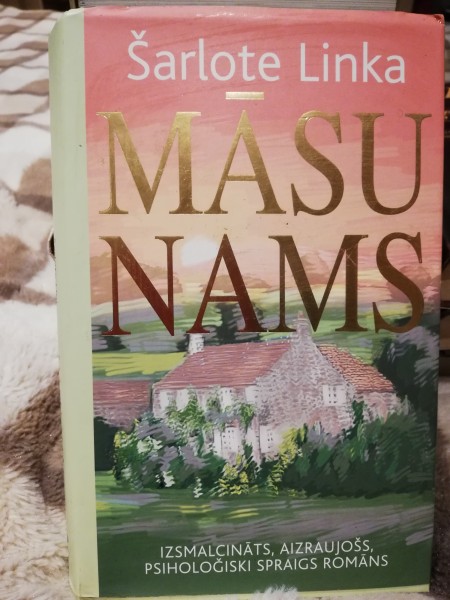 Šarlote Linka
MĀSU
NAMS
IZSMALCINĀTS, AIZRAUJOŠS,
PSIHOLOĢISKI SPRAIGS ROMĀNS